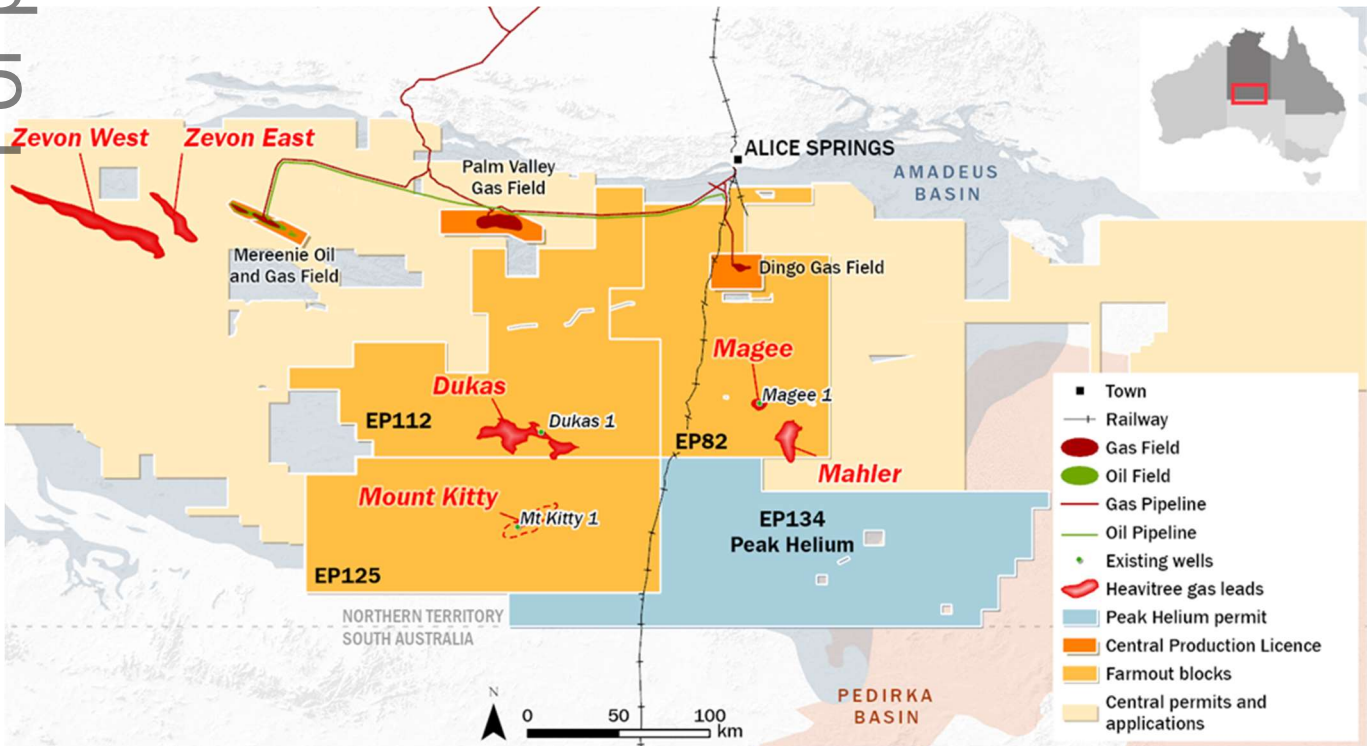 Zevon West
Zevon East
ALICE SPRINGS
Palm Valley
Gas Field
AMADEUS
BASIN
Mereenie Oil
and Gas Field
Dingo Gas Field
Magee
Magee 1
Dukas
Dukas 1
EP112
EP82
Mahler
Mount Kitty
Mt Kitty 1
EP134
Peak Helium
EP125
NORTHERN TERRITORY
SOUTH AUSTRALIA
PEDIRKA
BASIN
N
0 50 100
km
Town
Railway
Gas Field
Oil Field
Gas Pipeline
Oil Pipeline
Existing wells
Heavitree gas leads
Peak Helium permit
Central Production Licence
Farmout blocks
Central permits and
applications